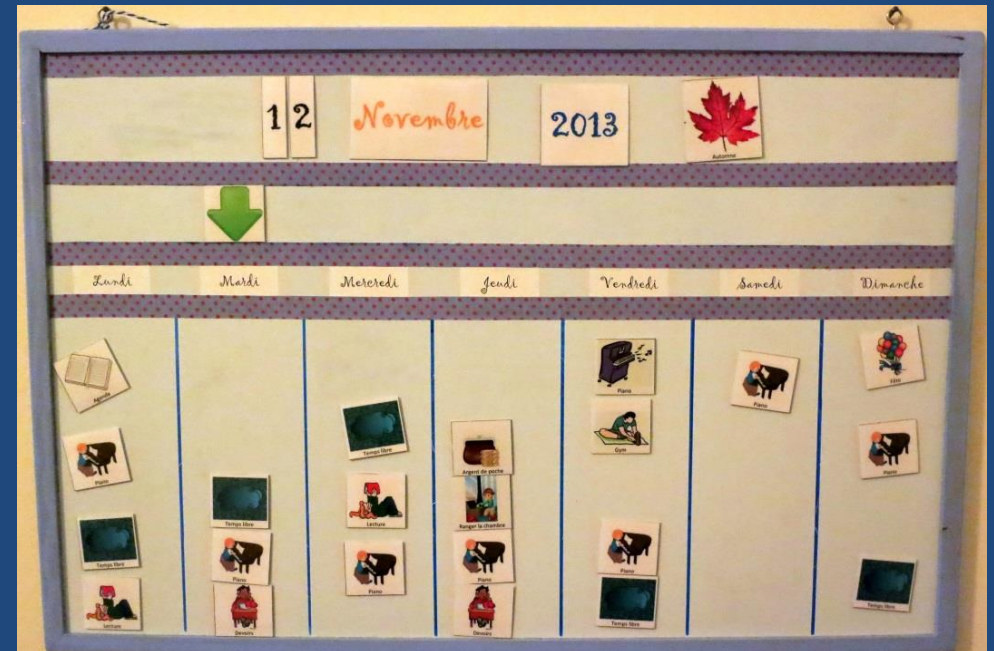 12 Novembre 2013
Automne
Lundi Mardi Mercredi Jeudi Vendredi Samedi Dimanche
Agenda
Piano
Temps libre
Lecture
Temps libre
Piano
Devoirs
Temps libre
Lecture
Piano
Argent de poche
Ranger la chambre
Piano
Devoirs
Piano
Gym
Piano
Temps libre
Piano
Piano
Temps libre